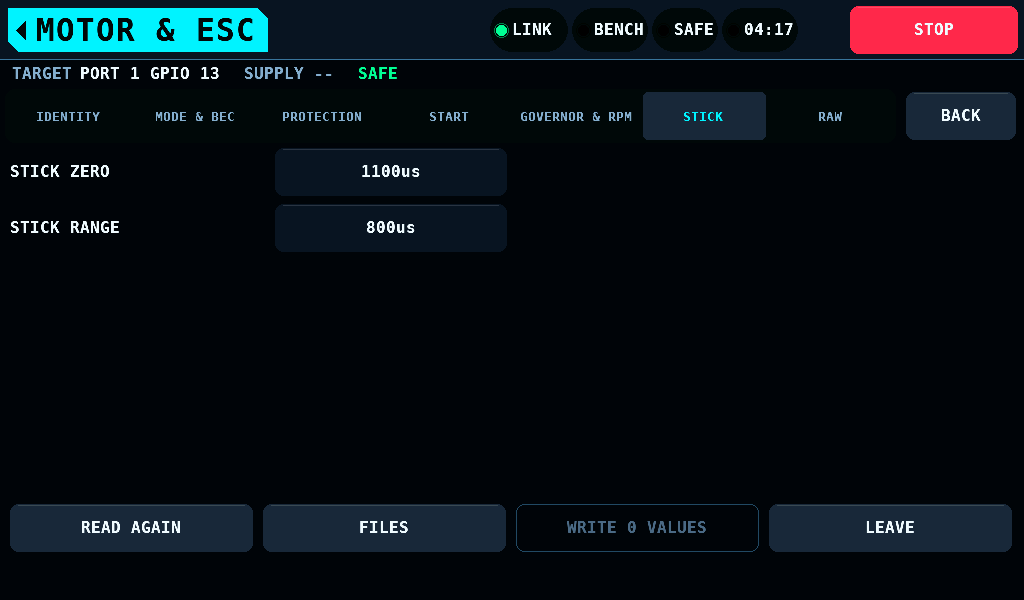 MOTOR & ESC
LINK
BENCH
SAFE
04:17
STOP
TARGET PORT 1 GPIO 13 SUPPLY -- SAFE
IDENTITY
MODE & BEC
PROTECTION
START
GOVERNOR & RPM
STICK
RAW
BACK
STICK ZERO
1100us
STICK RANGE
800us
READ AGAIN
FILES
WRITE 0 VALUES
LEAVE